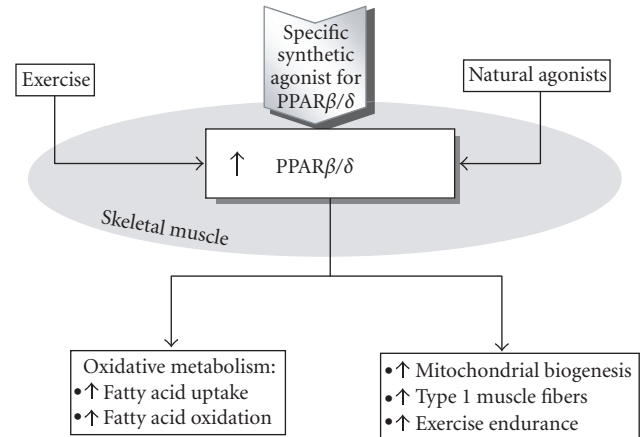 Specific
synthetic
agonist for
PPARβ/δ
Exercise
Natural agonists
↑ PPARβ/δ
Skeletal muscle
Oxidative metabolism:
•↑ Fatty acid uptake
•↑ Fatty acid oxidation
•↑ Mitochondrial biogenesis
•↑ Type 1 muscle fibers
•↑ Exercise endurance